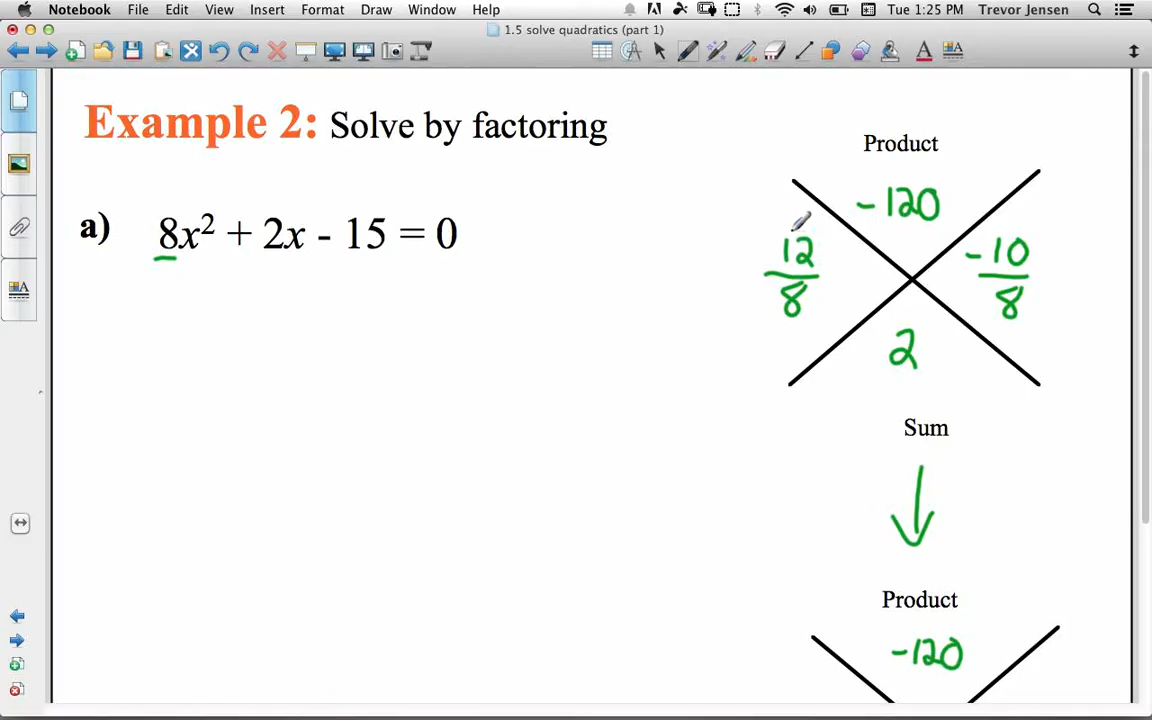 Notebook File Edit View Insert Format Draw Window Help Tue 1:25 PM Trevor Jensen
1.5 solve quadratics (part 1)
Example 2: Solve by factoring
a) 8x² + 2x - 15 = 0
Product
-120
12/8 -10/8
2
Sum
Product
-120